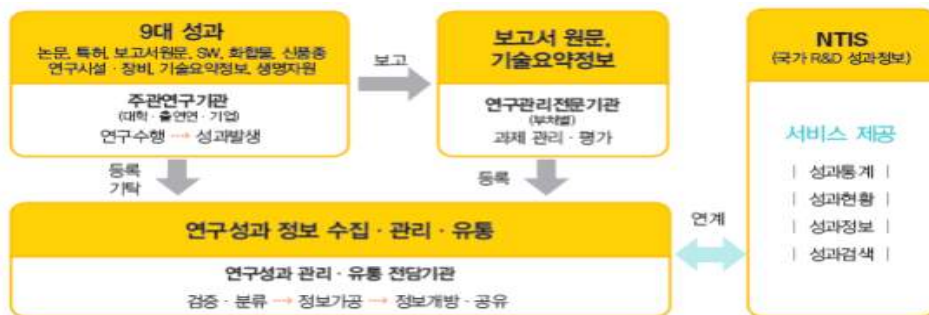 9대 성과
논문, 특허, 보고서원문, SW, 화합물, 신품종
연구시설 · 장비, 기술요약정보, 생명자원
주관연구기관
(대학 · 출연연 · 기업)
연구수행 → 성과발생
보고
보고서 원문,
기술요약정보
연구관리전문기관
(부처별)
과제 관리 · 평가
등록
기탁
등록
연구성과 정보 수집 · 관리 · 유통
연구성과 관리 · 유통 전담기관
검증 · 분류 → 정보가공 → 정보개방 · 공유
연계
NTIS
(국가 R&D 성과정보)
서비스 제공
| 성과통계 |
| 성과현황 |
| 성과정보 |
| 성과검색 |